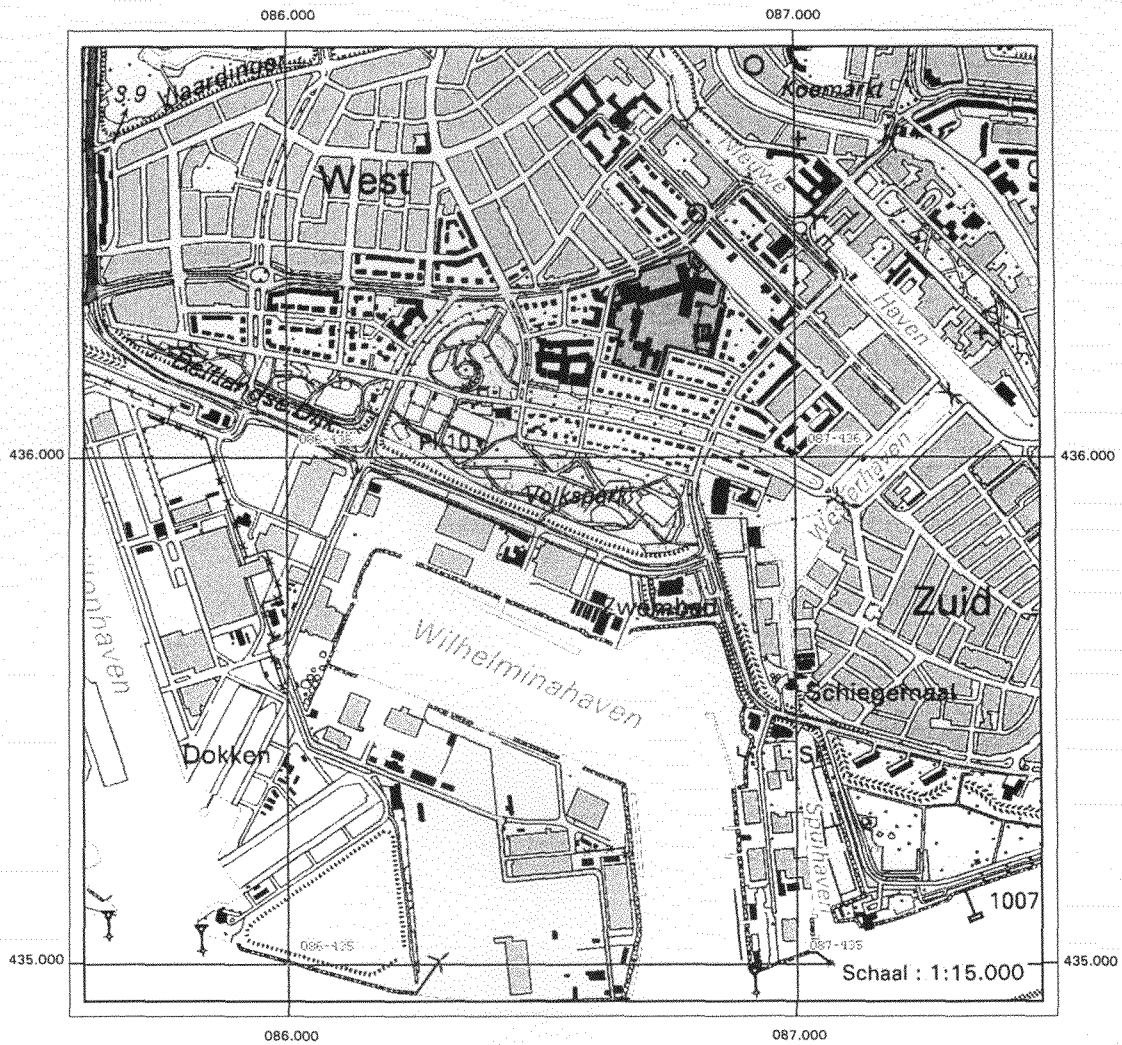 086.000
087.000
Koemarkt
3.9 Vlaardinger
Nieuwe
West
Haven
Delflandse Dijk
086-436
087-436
Pl 10
436.000
436.000
Volkspark
Westerhaven
Zuid
Zwembad
Wilhelminahaven
Schiegemaal
Dokken
Spuihaven
1007
086-435
087-435
435.000
435.000
Schaal : 1:15.000
086.000
087.000